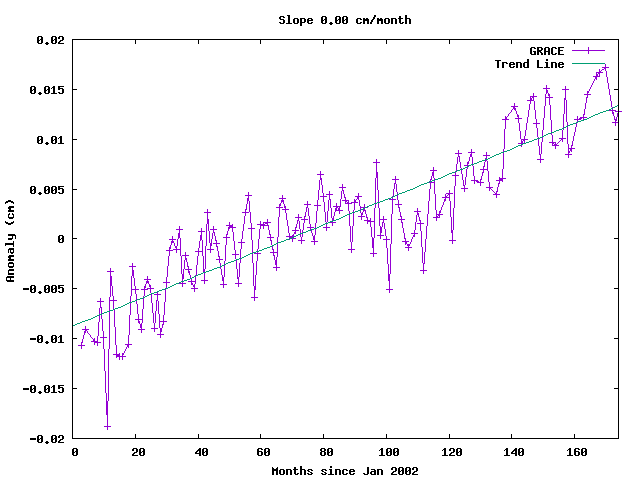 Slope 0.00 cm/month
GRACE
Trend Line
0.02
0.015
0.01
0.005
0
-0.005
-0.01
-0.015
-0.02
Anomaly (cm)
0 20 40 60 80 100 120 140 160
Months since Jan 2002